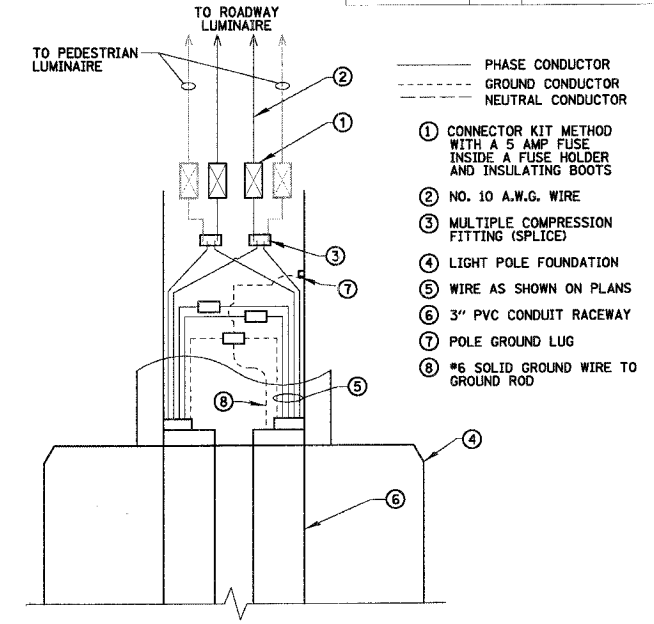 TO ROADWAY
LUMINAIRE
TO PEDESTRIAN
LUMINAIRE
2
1
3
7
5
8
4
6
PHASE CONDUCTOR
GROUND CONDUCTOR
NEUTRAL CONDUCTOR
1 CONNECTOR KIT METHOD
WITH A 5 AMP FUSE
INSIDE A FUSE HOLDER
AND INSULATING BOOTS
2 NO. 10 A.W.G. WIRE
3 MULTIPLE COMPRESSION
FITTING (SPLICE)
4 LIGHT POLE FOUNDATION
5 WIRE AS SHOWN ON PLANS
6 3" PVC CONDUIT RACEWAY
7 POLE GROUND LUG
8 #6 SOLID GROUND WIRE TO
GROUND ROD